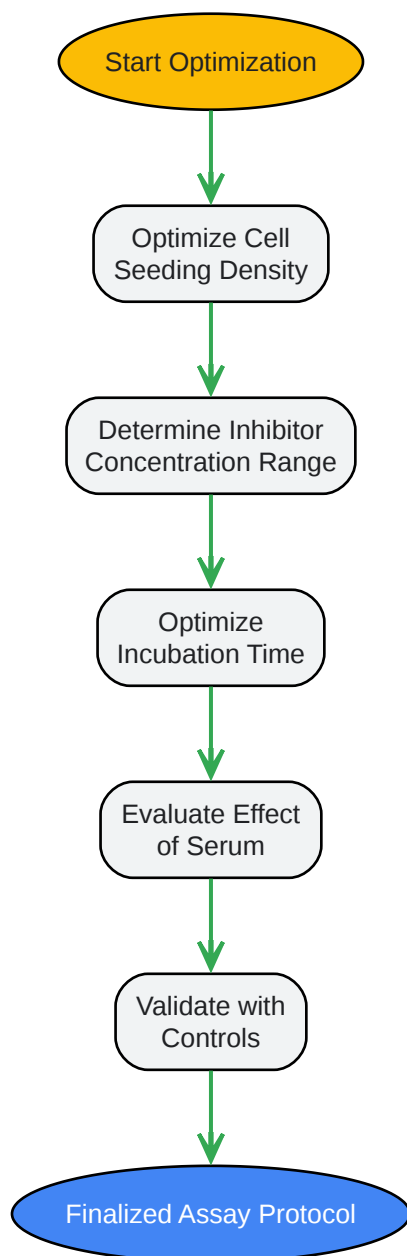 Start Optimization
Optimize Cell
Seeding Density
Determine Inhibitor
Concentration Range
Optimize
Incubation Time
Evaluate Effect
of Serum
Validate with
Controls
Finalized Assay Protocol